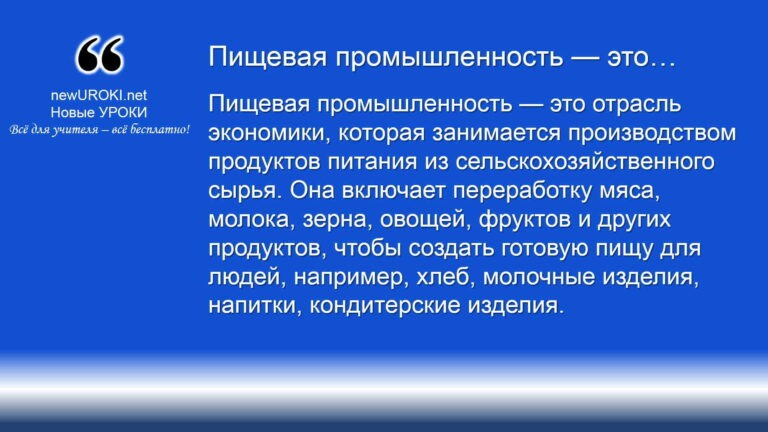 newUROKI.net
Новые УРОКИ
Всё для учителя – всё бесплатно!
Пищевая промышленность — это…
Пищевая промышленность — это отрасль
экономики, которая занимается производством
продуктов питания из сельскохозяйственного
сырья. Она включает переработку мяса,
молока, зерна, овощей, фруктов и других
продуктов, чтобы создать готовую пищу для
людей, например, хлеб, молочные изделия,
напитки, кондитерские изделия.